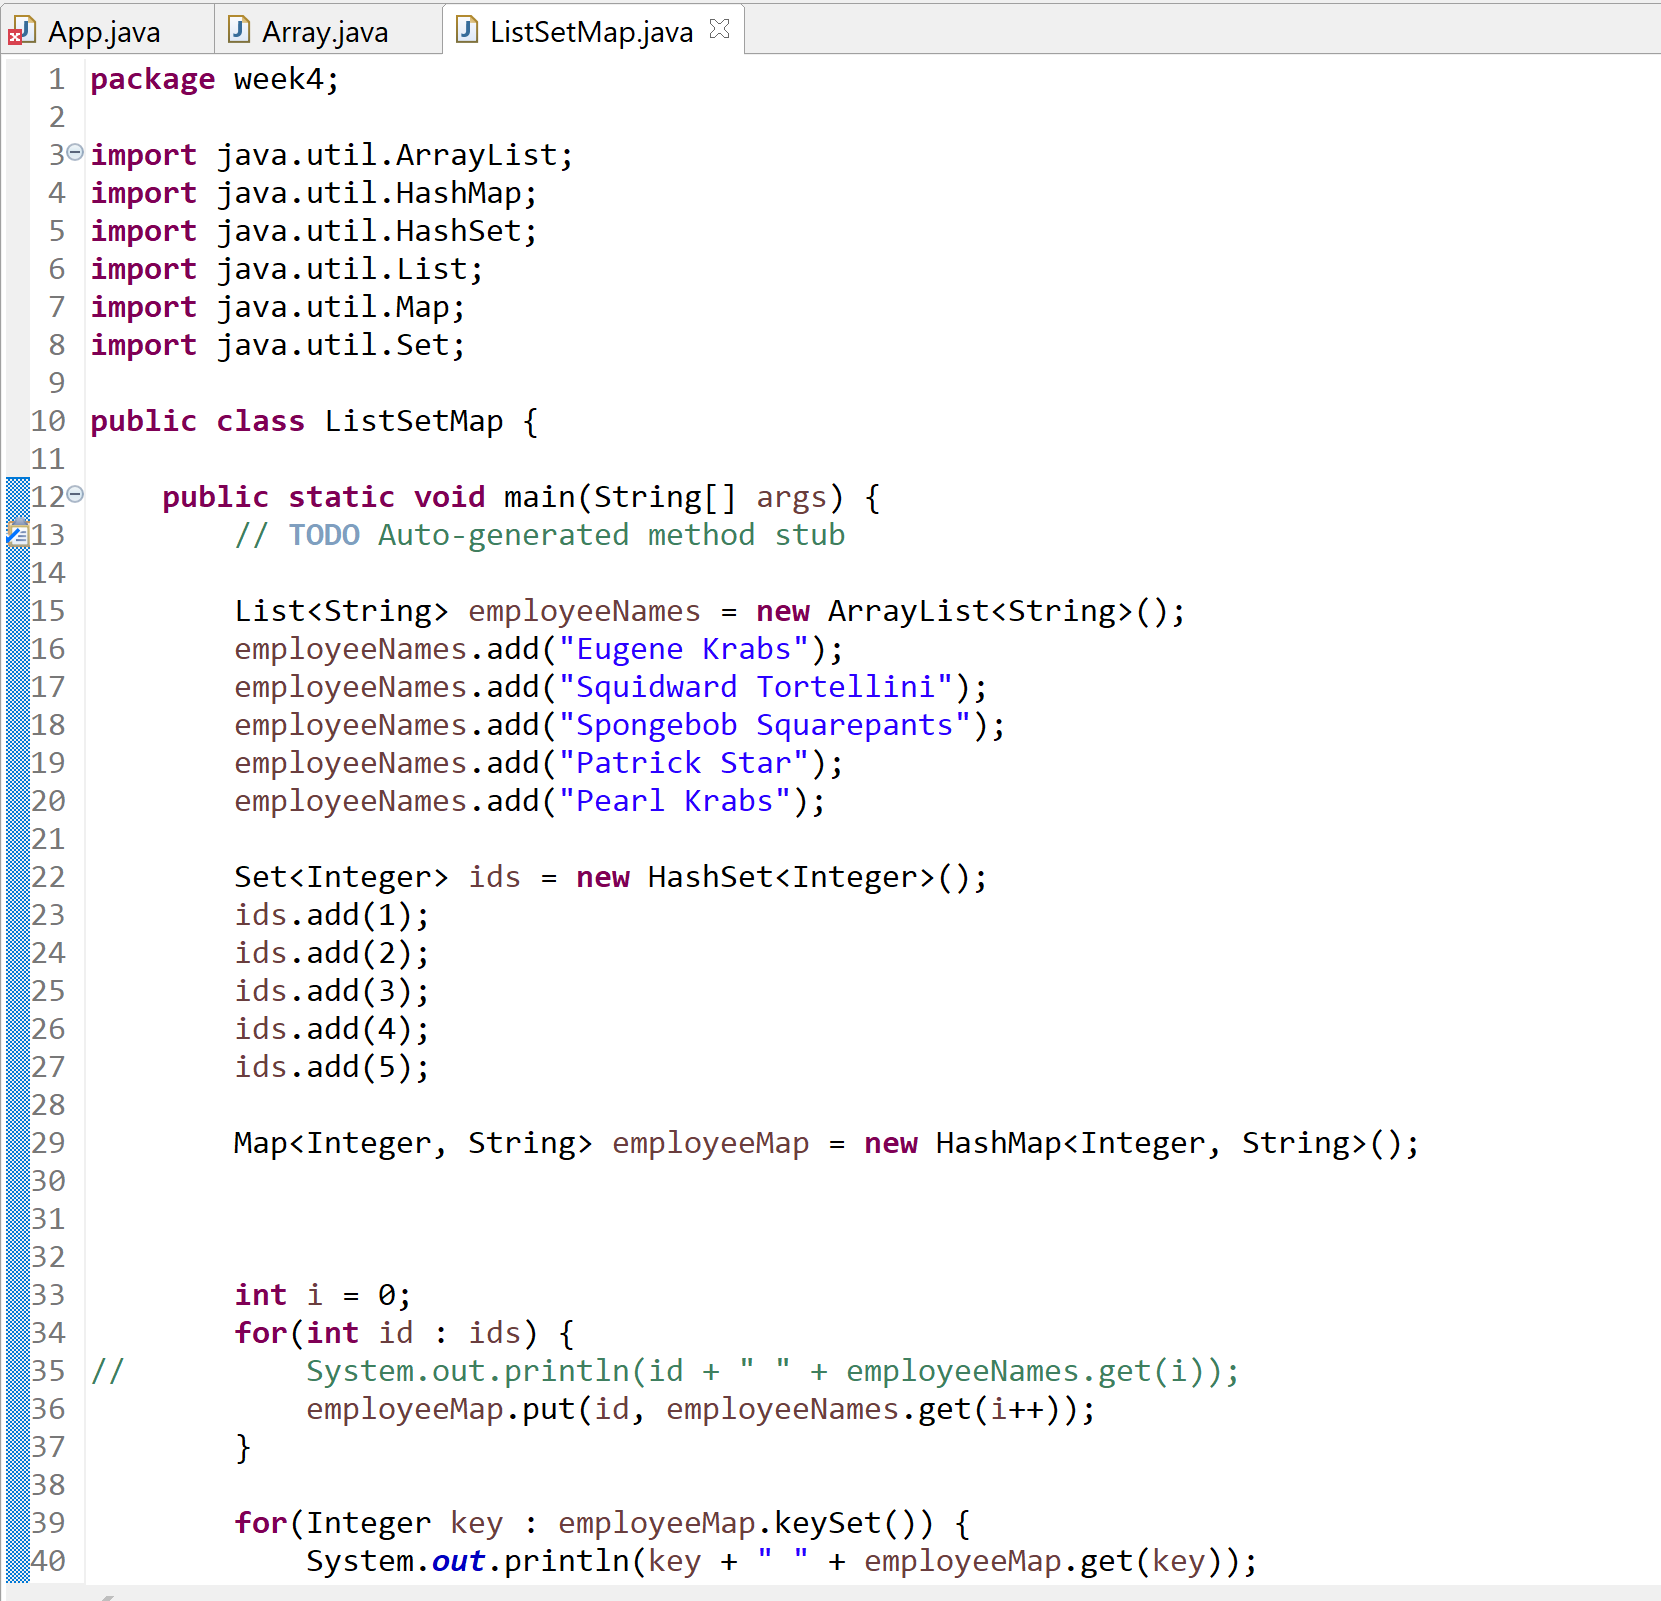 App.java Array.java ListSetMap.java
1 package week4;
2
3 import java.util.ArrayList;
4 import java.util.HashMap;
5 import java.util.HashSet;
6 import java.util.List;
7 import java.util.Map;
8 import java.util.Set;
9
10 public class ListSetMap {
11
12     public static void main(String[] args) {
13         // TODO Auto-generated method stub
14
15         List<String> employeeNames = new ArrayList<String>();
16         employeeNames.add("Eugene Krabs");
17         employeeNames.add("Squidward Tortellini");
18         employeeNames.add("Spongebob Squarepants");
19         employeeNames.add("Patrick Star");
20         employeeNames.add("Pearl Krabs");
21
22         Set<Integer> ids = new HashSet<Integer>();
23         ids.add(1);
24         ids.add(2);
25         ids.add(3);
26         ids.add(4);
27         ids.add(5);
28
29         Map<Integer, String> employeeMap = new HashMap<Integer, String>();
30
31
32
33         int i = 0;
34         for(int id : ids) {
35 //          System.out.println(id + " " + employeeNames.get(i));
36             employeeMap.put(id, employeeNames.get(i++));
37         }
38
39         for(Integer key : employeeMap.keySet()) {
40             System.out.println(key + " " + employeeMap.get(key));